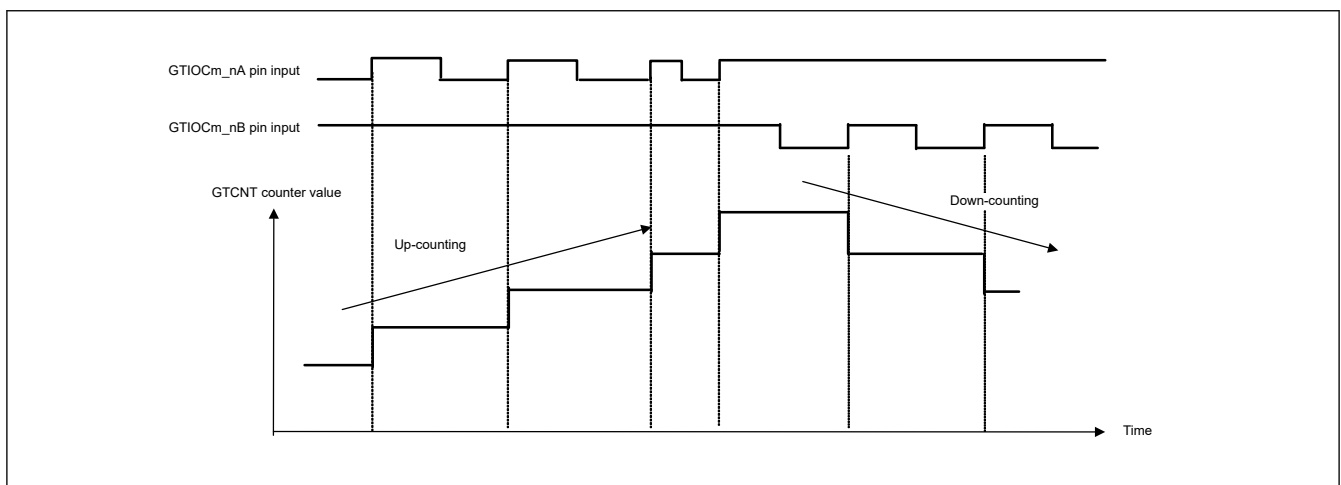 GTIOCm_nA pin input
GTIOCm_nB pin input
GTCNT counter value
Down-counting
Up-counting
Time